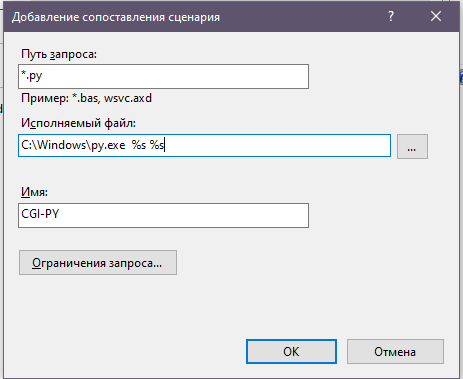 Добавление сопоставления сценария
Путь запроса:
*.py
Пример: *.bas, wsvc.axd
Исполняемый файл:
C:\Windows\py.exe  %s %s
...
Имя:
CGI-PY
Ограничения запроса...
OK
Отмена